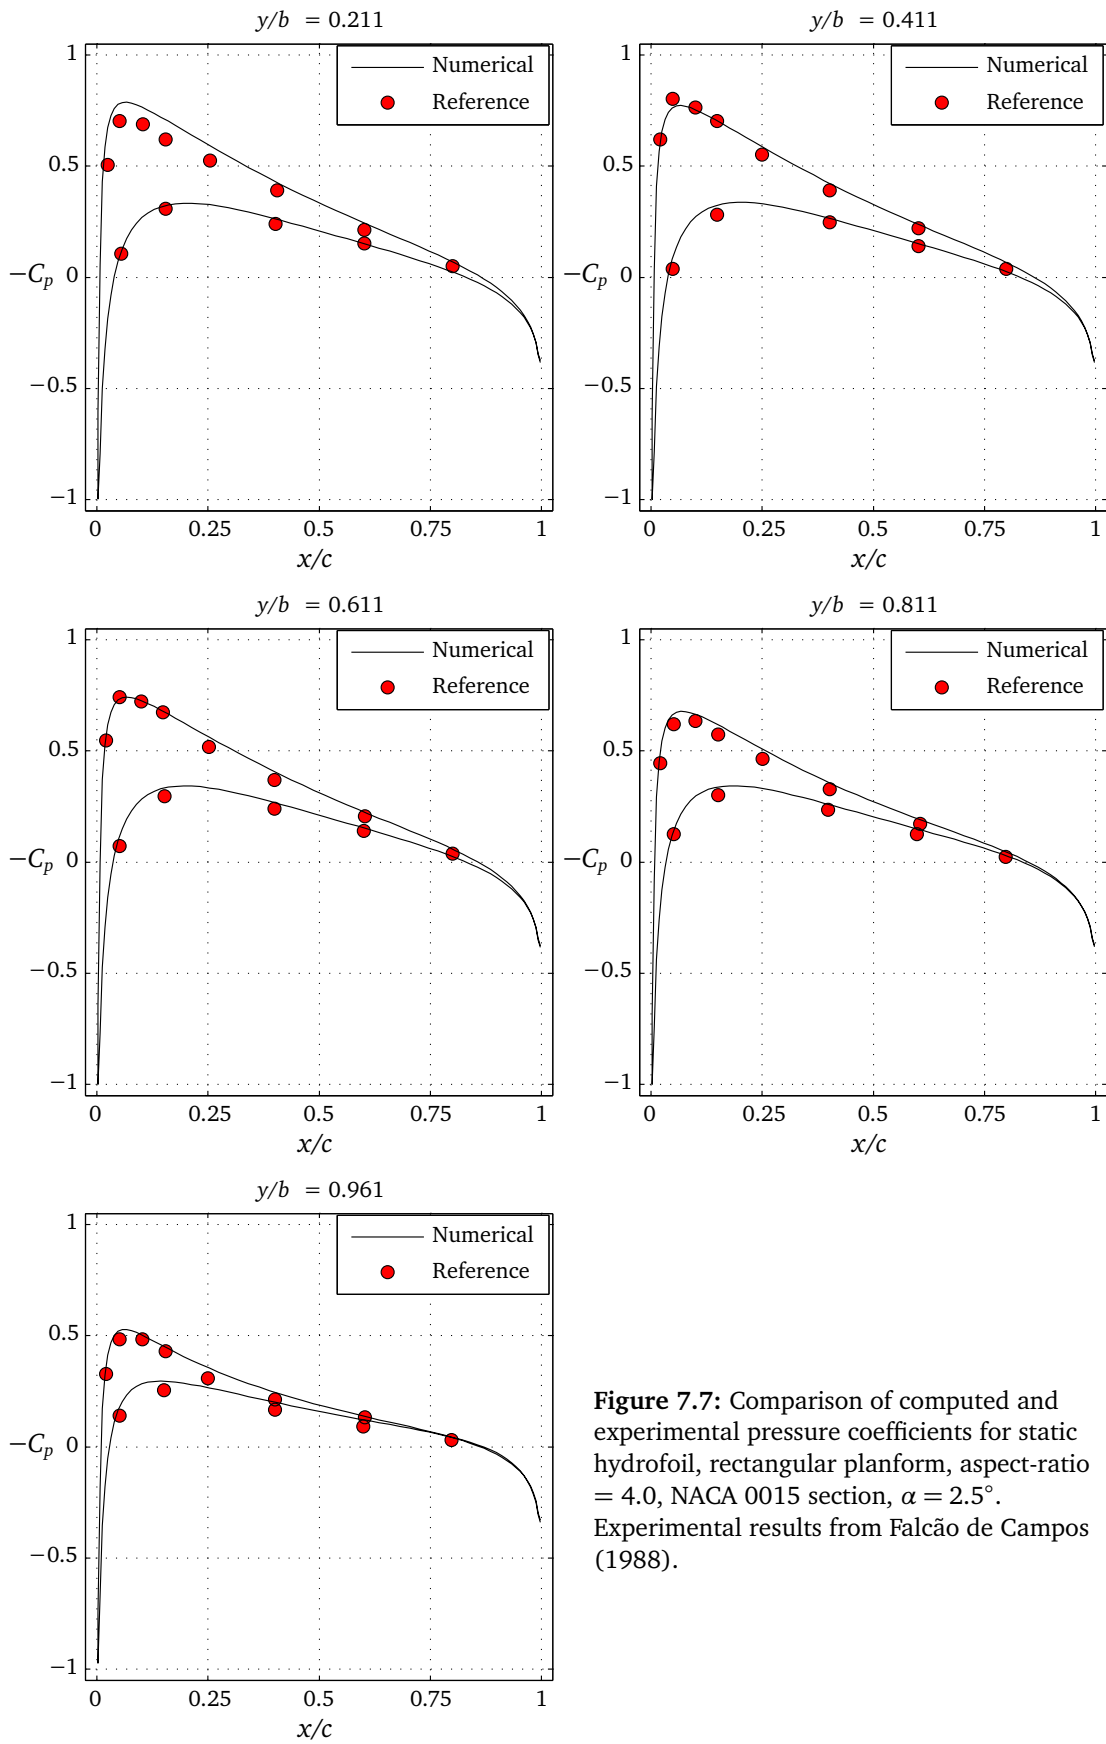 y/b = 0.211
Numerical
Reference
1
0.5
−Cp 0
−0.5
−1
0 0.25 0.5 0.75 1
x/c
y/b = 0.411
Numerical
Reference
1
0.5
−Cp 0
−0.5
−1
0 0.25 0.5 0.75 1
x/c
y/b = 0.611
Numerical
Reference
1
0.5
−Cp 0
−0.5
−1
0 0.25 0.5 0.75 1
x/c
y/b = 0.811
Numerical
Reference
1
0.5
−Cp 0
−0.5
−1
0 0.25 0.5 0.75 1
x/c
y/b = 0.961
Numerical
Reference
1
0.5
−Cp 0
−0.5
−1
0 0.25 0.5 0.75 1
x/c
Figure 7.7: Comparison of computed and
experimental pressure coefficients for static
hydrofoil, rectangular planform, aspect-ratio
= 4.0, NACA 0015 section, α = 2.5°.
Experimental results from Falcão de Campos
(1988).